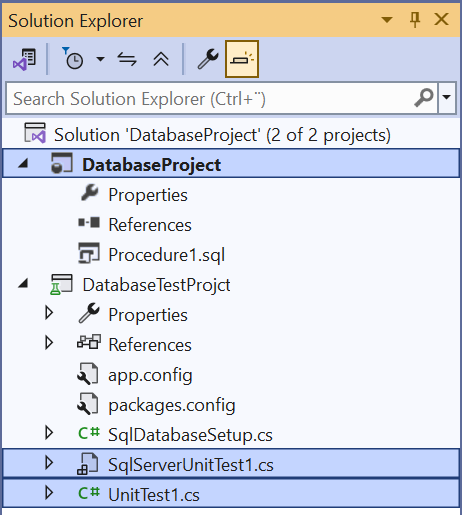 Solution Explorer
Search Solution Explorer (Ctrl+¨)
Solution 'DatabaseProject' (2 of 2 projects)
DatabaseProject
Properties
References
Procedure1.sql
DatabaseTestProjct
Properties
References
app.config
packages.config
C# SqlDatabaseSetup.cs
SqlServerUnitTest1.cs
C# UnitTest1.cs